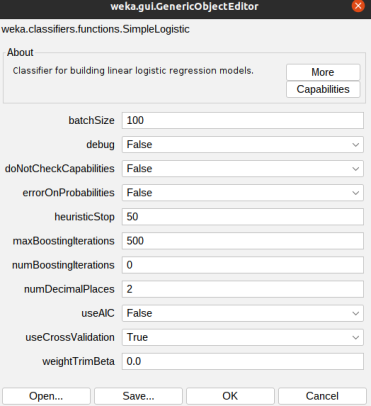 weka.gui.GenericObjectEditor
weka.classifiers.functions.SimpleLogistic
About
Classifier for building linear logistic regression models.
More
Capabilities
batchSize 100
debug False
doNotCheckCapabilities False
errorOnProbabilities False
heuristicStop 50
maxBoostingIterations 500
numBoostingIterations 0
numDecimalPlaces 2
useAIC False
useCrossValidation True
weightTrimBeta 0.0
Open... Save... OK Cancel